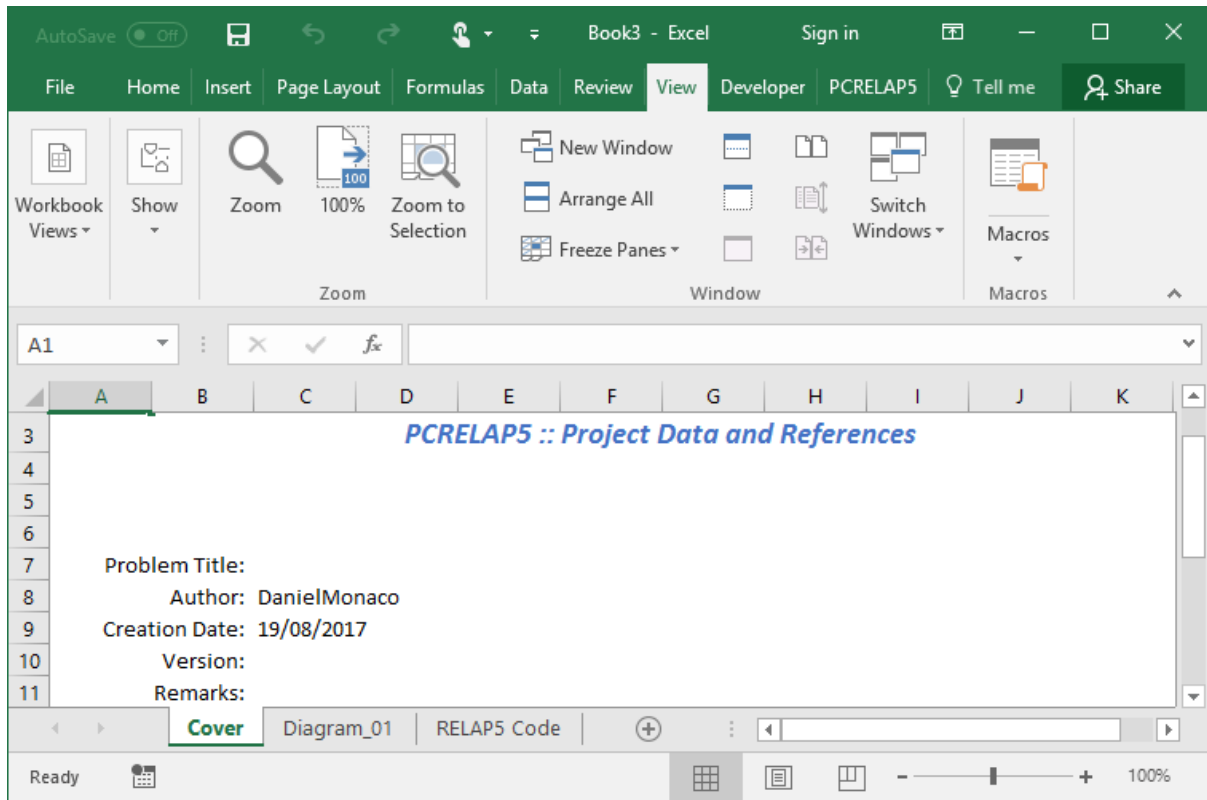 AutoSave Off Book3 - Excel Sign in
File Home Insert Page Layout Formulas Data Review View Developer PCRELAP5 Tell me Share
Workbook Views
Show
Zoom
100
100%
Zoom to Selection
Zoom
New Window
Arrange All
Freeze Panes
Switch Windows
Window
Macros
Macros
A1 fx
A B C D E F G H I J K
3 PCRELAP5 :: Project Data and References
4
5
6
7 Problem Title:
8 Author: DanielMonaco
9 Creation Date: 19/08/2017
10 Version:
11 Remarks:
Cover Diagram_01 RELAP5 Code
Ready 100%